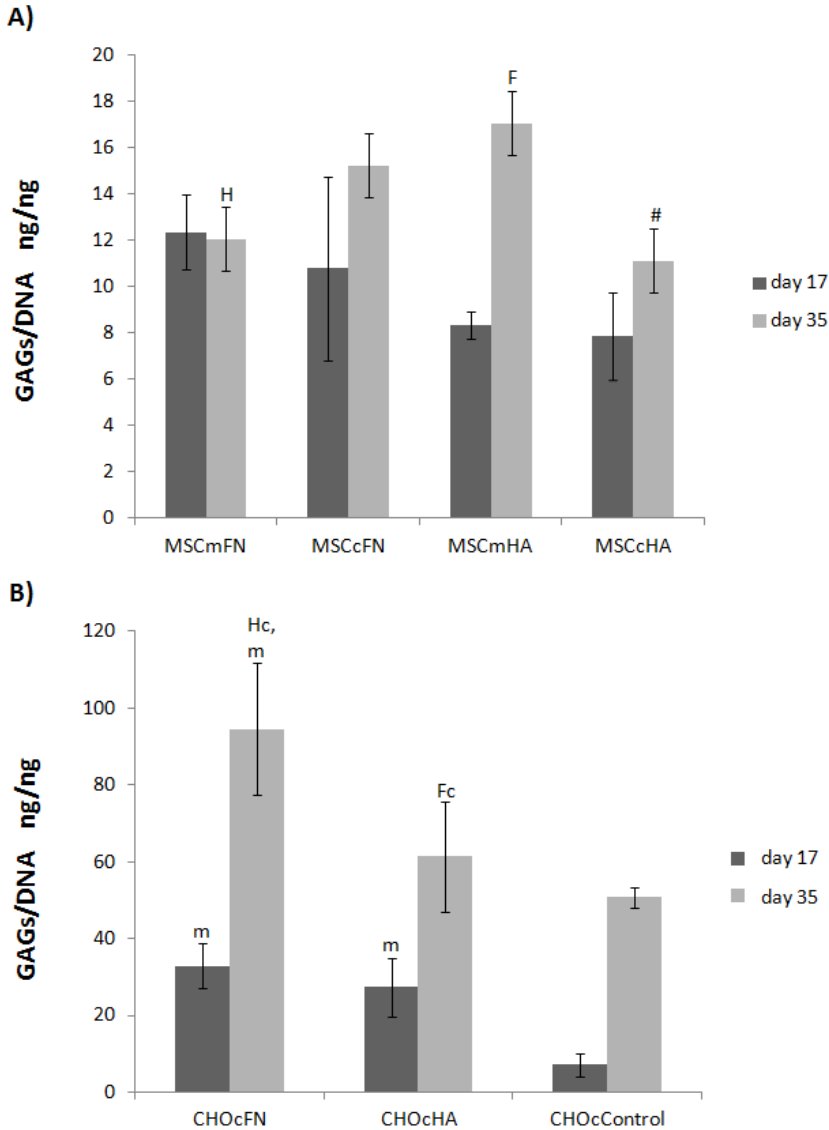 A)
GAGs/DNA ng/ng
20
18
16
14
12
10
8
6
4
2
0
H
F
#
MSCmFN MSCcFN MSCmHA MSCcHA
day 17
day 35
B)
GAGs/DNA ng/ng
120
100
80
60
40
20
0
Hc,
m
m
Fc
m
CHOcFN CHOcHA CHOcControl
day 17
day 35